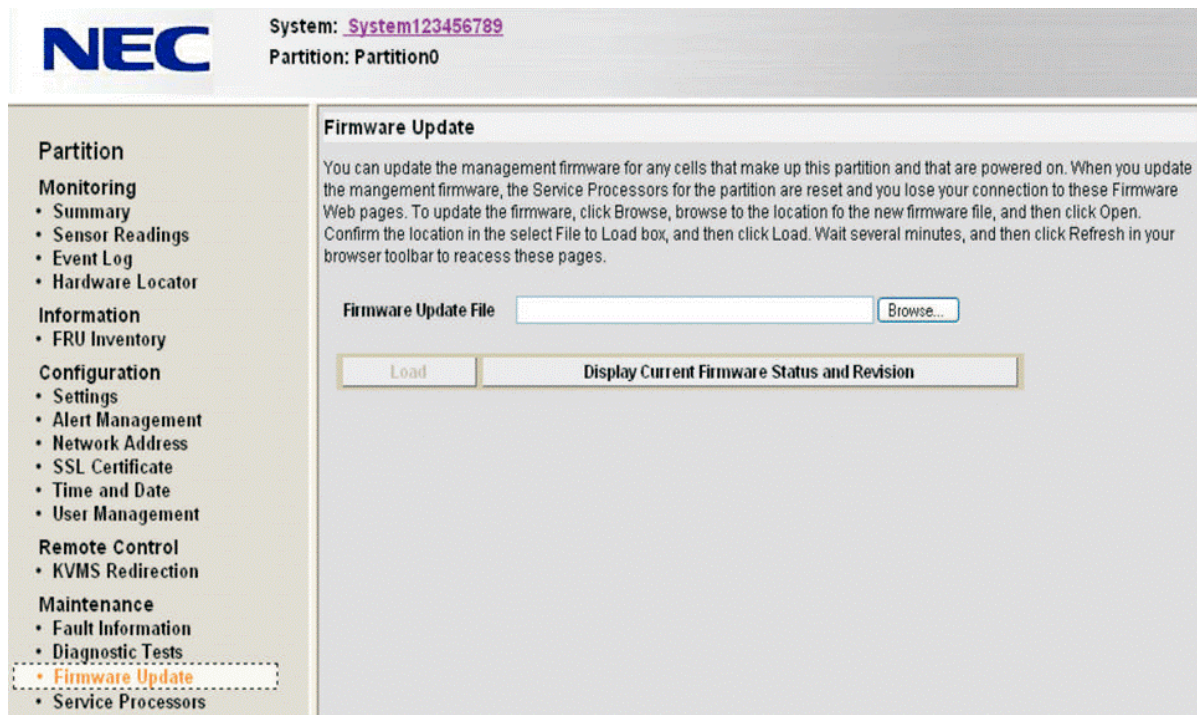 NEC
System: System123456789
Partition: Partition0
Partition
Monitoring
• Summary
• Sensor Readings
• Event Log
• Hardware Locator
Information
• FRU Inventory
Configuration
• Settings
• Alert Management
• Network Address
• SSL Certificate
• Time and Date
• User Management
Remote Control
• KVMS Redirection
Maintenance
• Fault Information
• Diagnostic Tests
• Firmware Update
• Service Processors
Firmware Update
You can update the management firmware for any cells that make up this partition and that are powered on. When you update
the mangement firmware, the Service Processors for the partition are reset and you lose your connection to these Firmware
Web pages. To update the firmware, click Browse, browse to the location fo the new firmware file, and then click Open.
Confirm the location in the select File to Load box, and then click Load. Wait several minutes, and then click Refresh in your
browser toolbar to reacess these pages.
Firmware Update File
Browse...
Load
Display Current Firmware Status and Revision